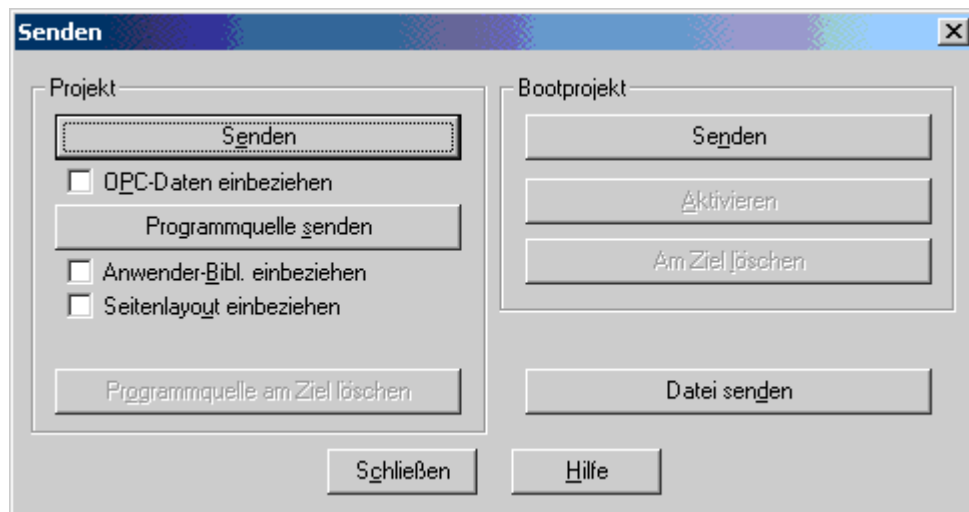 Senden
Projekt
Senden
OPC-Daten einbeziehen
Programmquelle senden
Anwender-Bibl. einbeziehen
Seitenlayout einbeziehen
Programmquelle am Ziel löschen
Bootprojekt
Senden
Aktivieren
Am Ziel löschen
Datei senden
Schließen
Hilfe